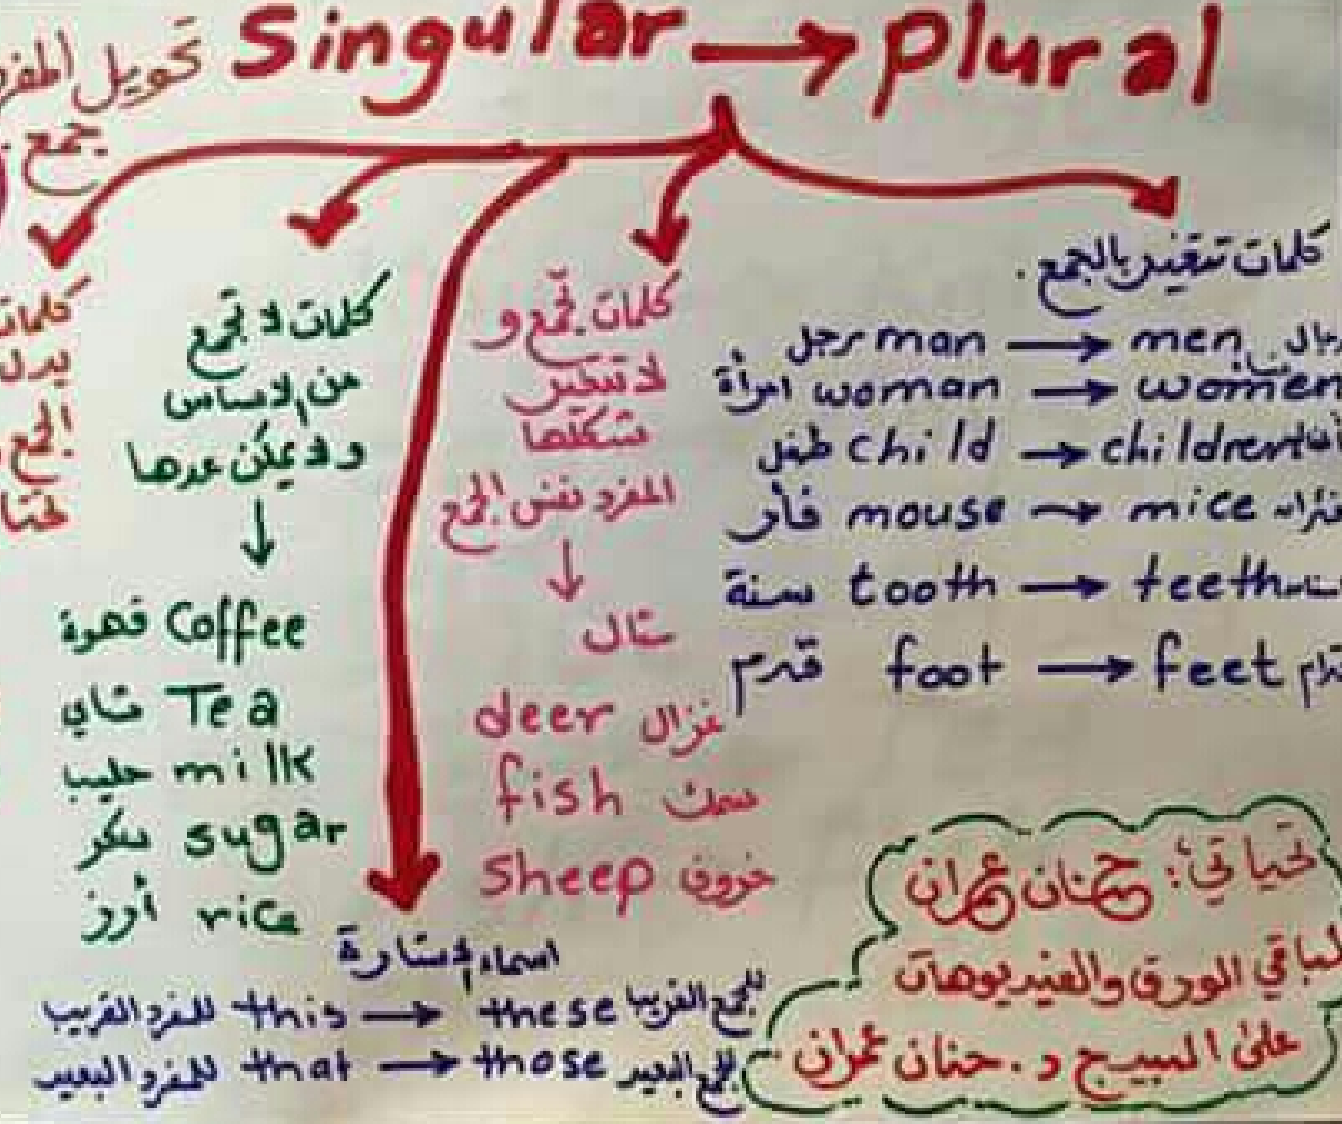 Singular → Plural
تحويل المفرد
جمع
كلمات تتغير بالجمع.
رجل man → men
امرأة woman → women
طفل child → children
فأر mouse → mice
سنة tooth → teeth
قدم foot → feet
كلمات تجمع و
لا تتغير
شكلها
المفرد نفس الجمع
↓
deer غزال
fish سمك
sheep خروف
كلمات لا تجمع
من الاساس
ولا يمكن عدها
↓
قهوة Coffee
شاي Tea
حليب milk
سكر sugar
أرز rice
كلمات
يدل
الجمع
اسماء الاشارة
للمفرد القريب this → these للجمع القريب
للمفرد البعيد that → those للجمع البعيد
تحياتي: حنان عمران
لباقي الورق والفيديوهات
على البيج د. حنان عمران